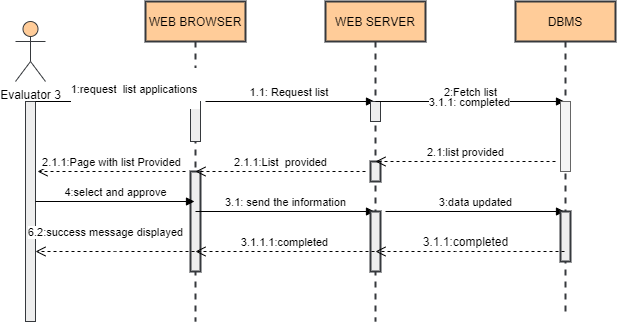 WEB BROWSER
WEB SERVER
DBMS
Evaluator 3
1:request  list applications
1.1: Request list
2:Fetch list
3.1.1: completed
2.1:list provided
2.1.1:List  provided
2.1.1:Page with list Provided
4:select and approve
3.1: send the information
3:data updated
6.2:success message displayed
3.1.1.1:completed
3.1.1:completed